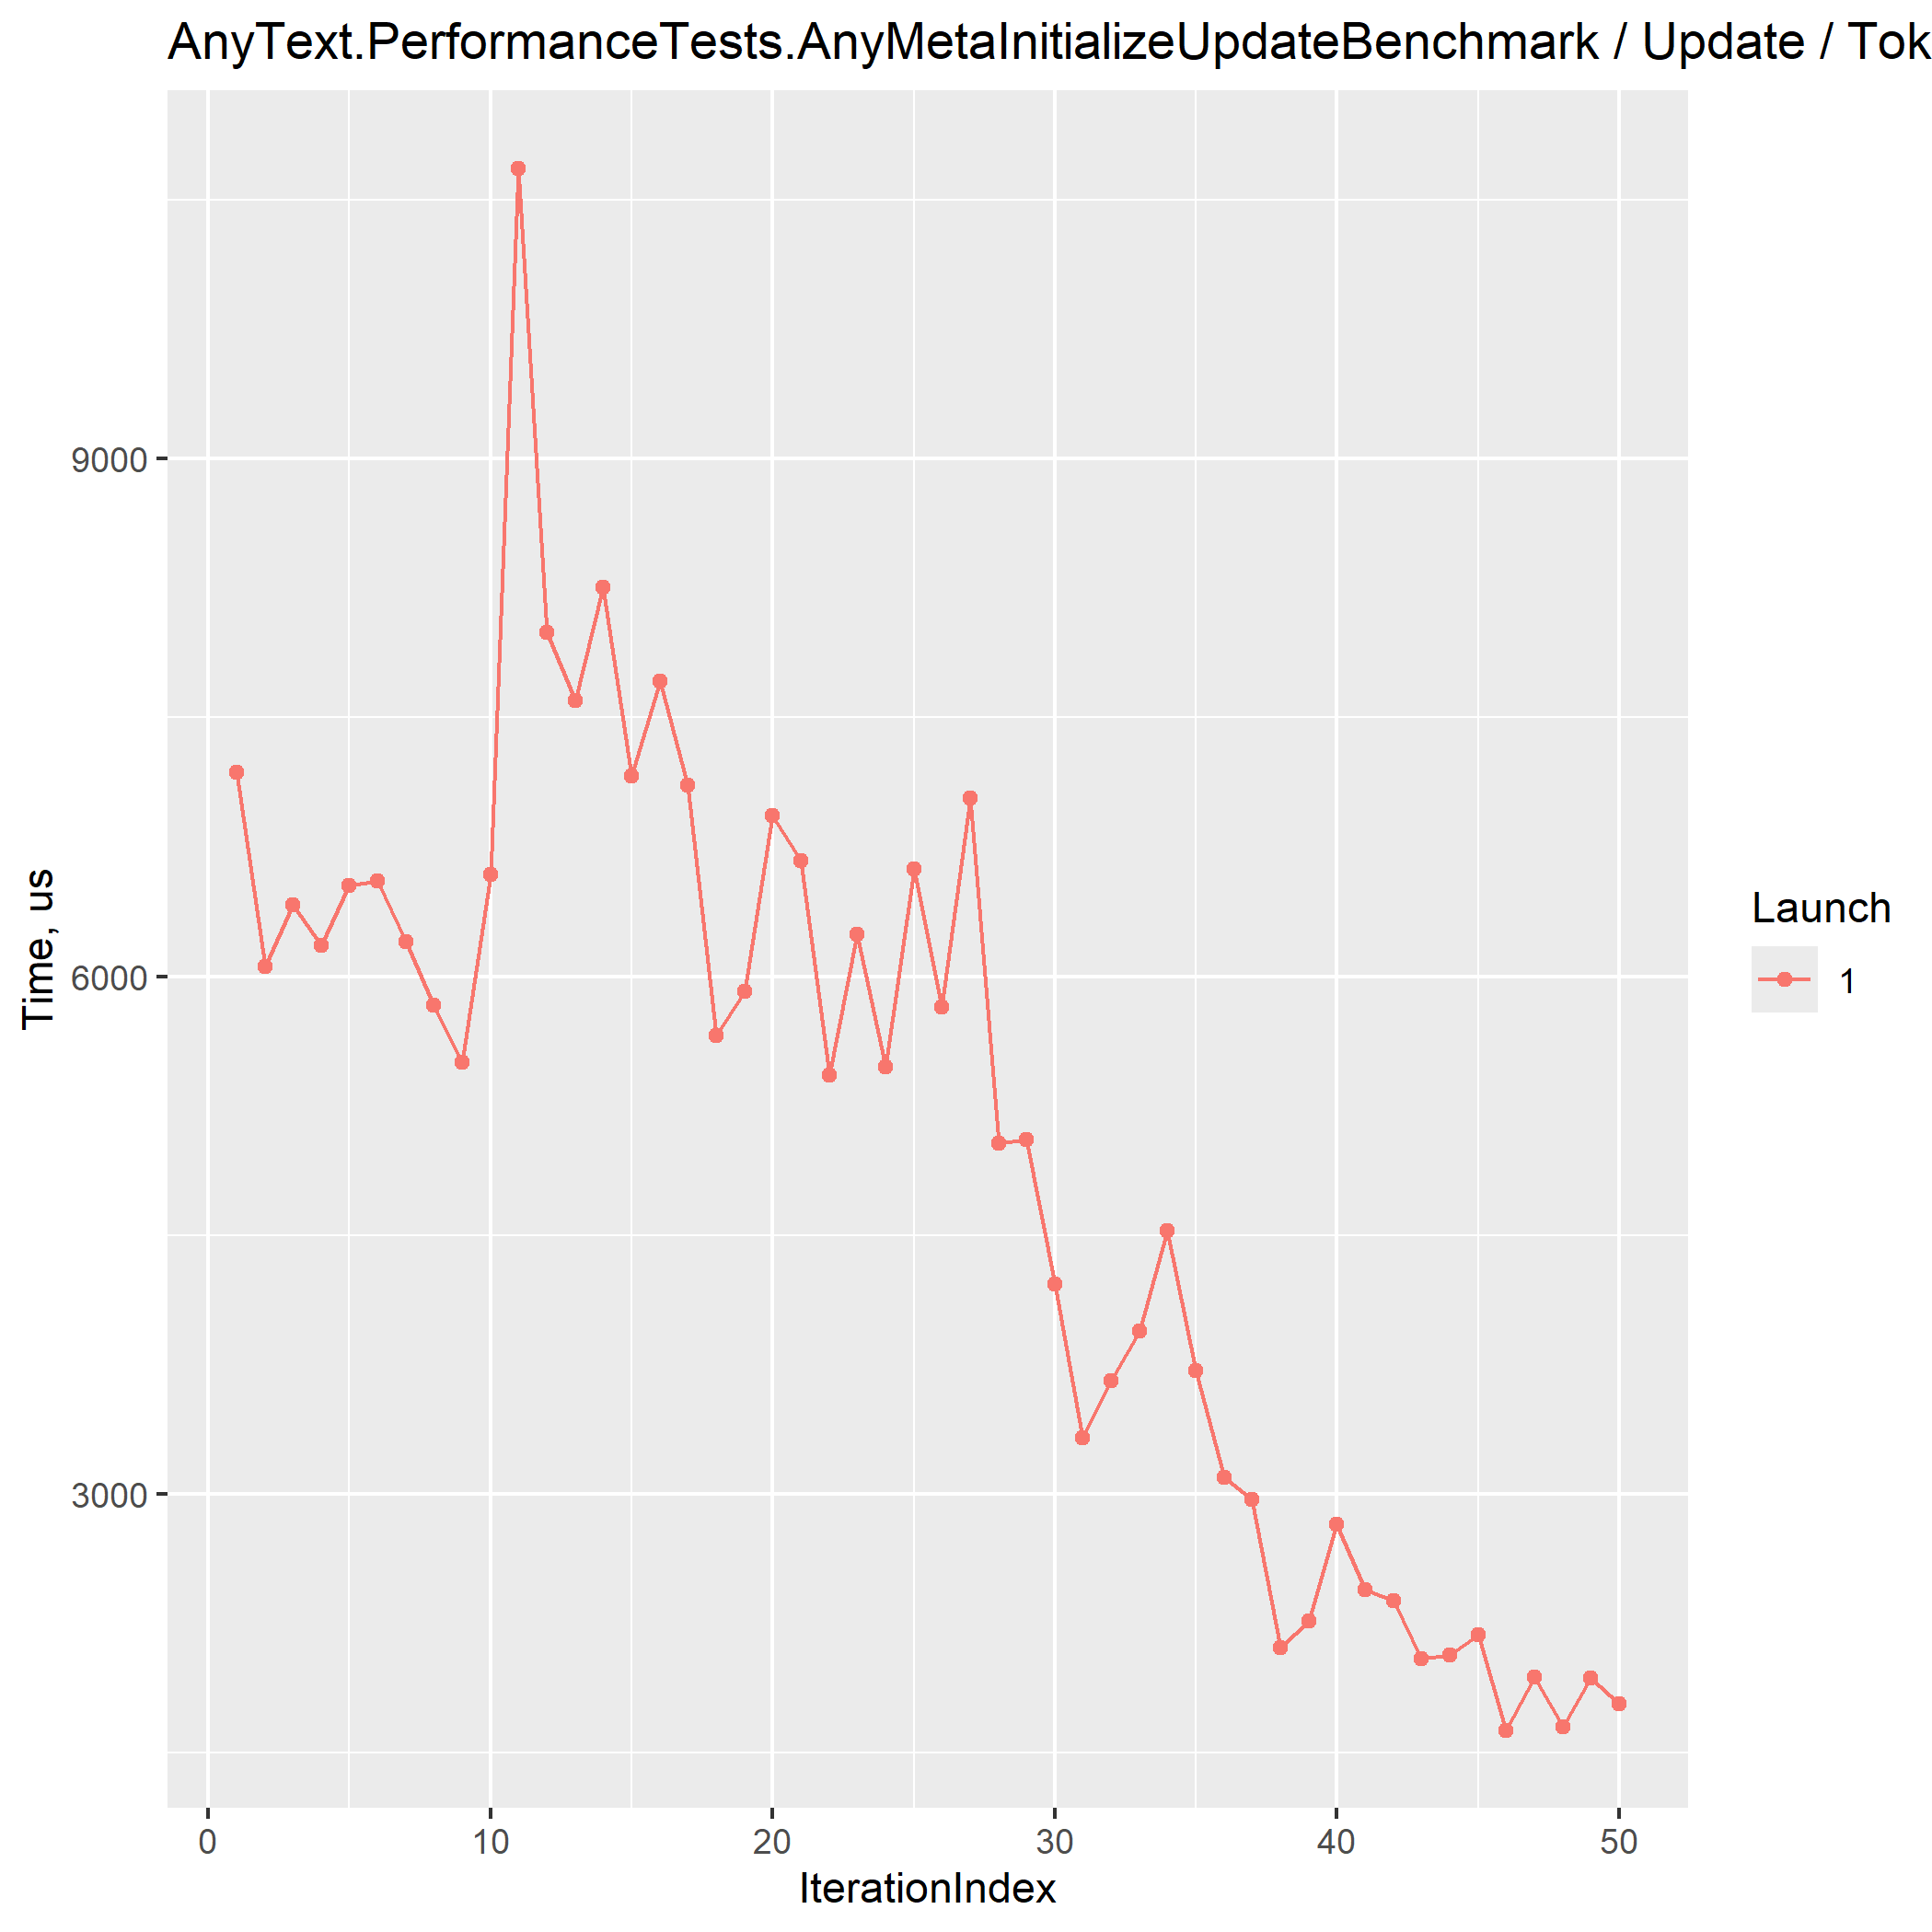 AnyText.PerformanceTests.AnyMetaInitializeUpdateBenchmark / Update / Tok
9000
6000
3000
Time, us
0 10 20 30 40 50
IterationIndex
Launch
1